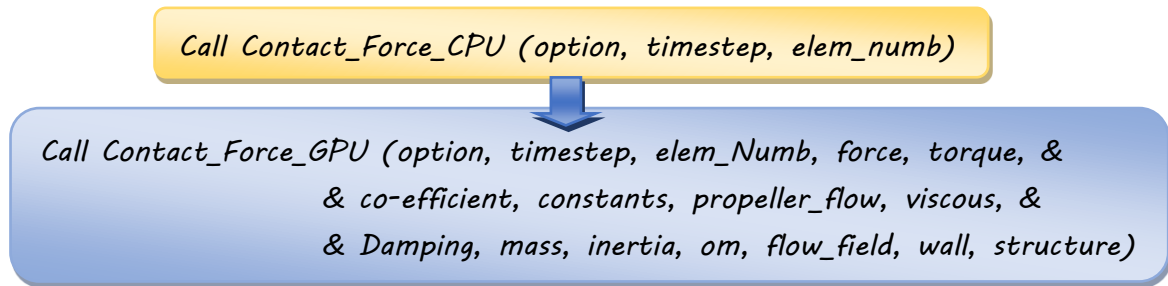 Call Contact_Force_CPU (option, timestep, elem_numb)
Call Contact_Force_GPU (option, timestep, elem_Numb, force, torque, &
& co-efficient, constants, propeller_flow, viscous, &
& Damping, mass, inertia, om, flow_field, wall, structure)